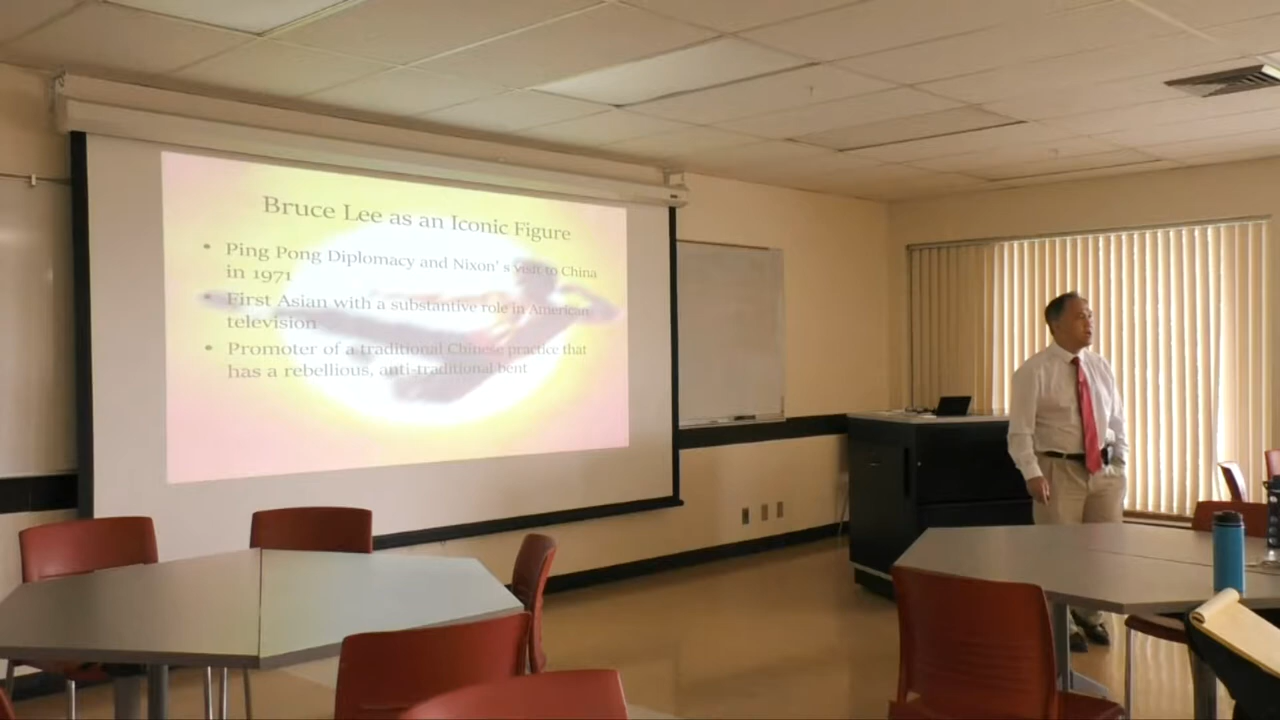 Bruce Lee as an Iconic Figure
• Ping Pong Diplomacy and Nixon's visit to China
in 1971
• First Asian with a substantive role in American
television
• Promoter of a traditional Chinese practice that
has a rebellious, anti-traditional bent